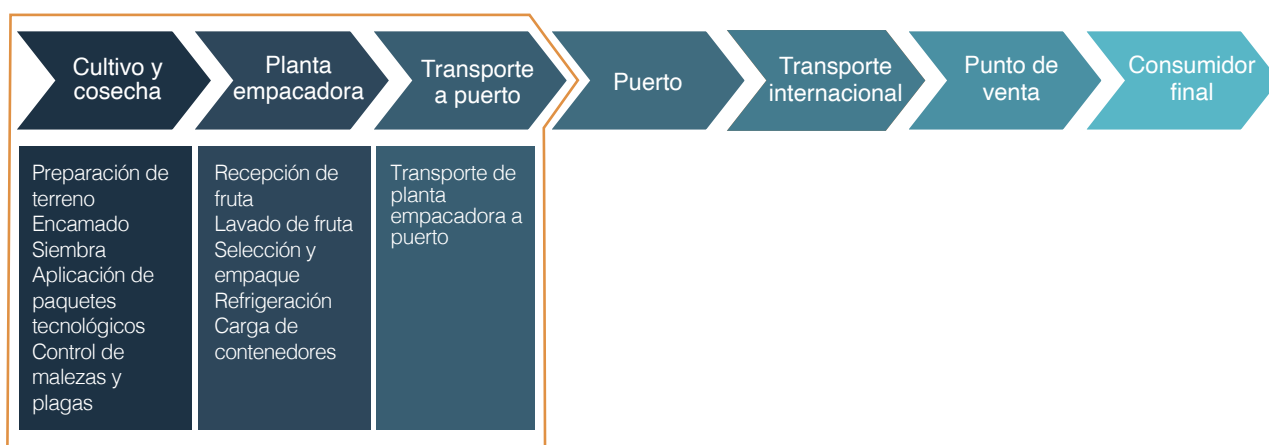 Cultivo y
cosecha
Planta
empacadora
Transporte
a puerto
Puerto
Transporte
internacional
Punto de
venta
Consumidor
final
Preparación de
terreno
Encamado
Siembra
Aplicación de
paquetes
tecnológicos
Control de
malezas y
plagas
Recepción de
fruta
Lavado de fruta
Selección y
empaque
Refrigeración
Carga de
contenedores
Transporte de
planta
empacadora a
puerto